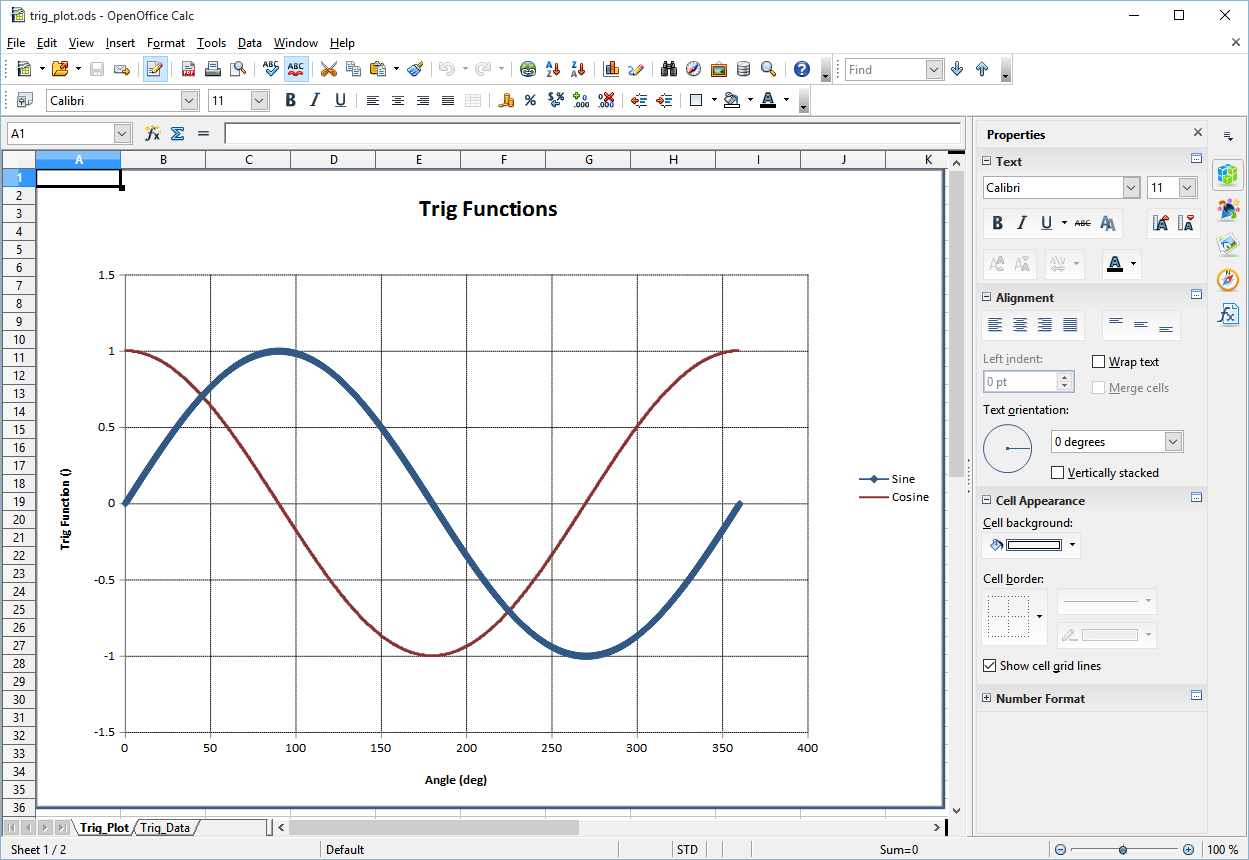 trig_plot.ods - OpenOffice Calc
File Edit View Insert Format Tools Data Window Help
Find
Calibri 11
A1
Properties
A B C D E F G H I J K
1
2
3
4
5
6
7
8
9
10
11
12
13
14
15
16
17
18
19
20
21
22
23
24
25
26
27
28
29
30
31
32
33
34
35
36
Trig Functions
1.5
1
0.5
0
-0.5
-1
-1.5
Trig Function ()
0 50 100 150 200 250 300 350 400
Angle (deg)
Sine
Cosine
Text
Calibri 11
B I U ABC
Alignment
Left indent:
Wrap text
0 pt
Merge cells
Text orientation:
0 degrees
Vertically stacked
Cell Appearance
Cell background:
Cell border:
Show cell grid lines
Number Format
Trig_Plot Trig_Data
Sheet 1 / 2 Default STD Sum=0 100 %